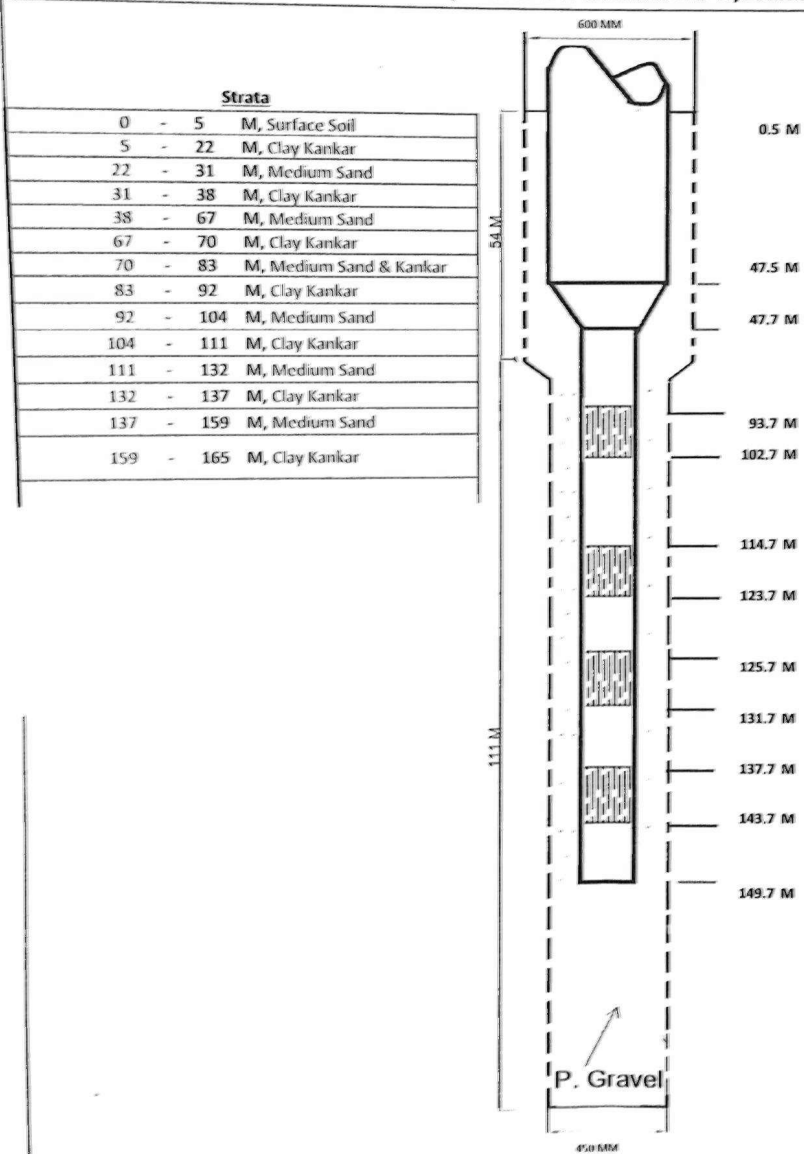 600 MM
Strata
0 - 5 M, Surface Soil
5 - 22 M, Clay Kankar
22 - 31 M, Medium Sand
31 - 38 M, Clay Kankar
38 - 67 M, Medium Sand
67 - 70 M, Clay Kankar
70 - 83 M, Medium Sand & Kankar
83 - 92 M, Clay Kankar
92 - 104 M, Medium Sand
104 - 111 M, Clay Kankar
111 - 132 M, Medium Sand
132 - 137 M, Clay Kankar
137 - 159 M, Medium Sand
159 - 165 M, Clay Kankar
54 M
111 M
0.5 M
47.5 M
47.7 M
93.7 M
102.7 M
114.7 M
123.7 M
125.7 M
131.7 M
137.7 M
143.7 M
149.7 M
P. Gravel
450 MM